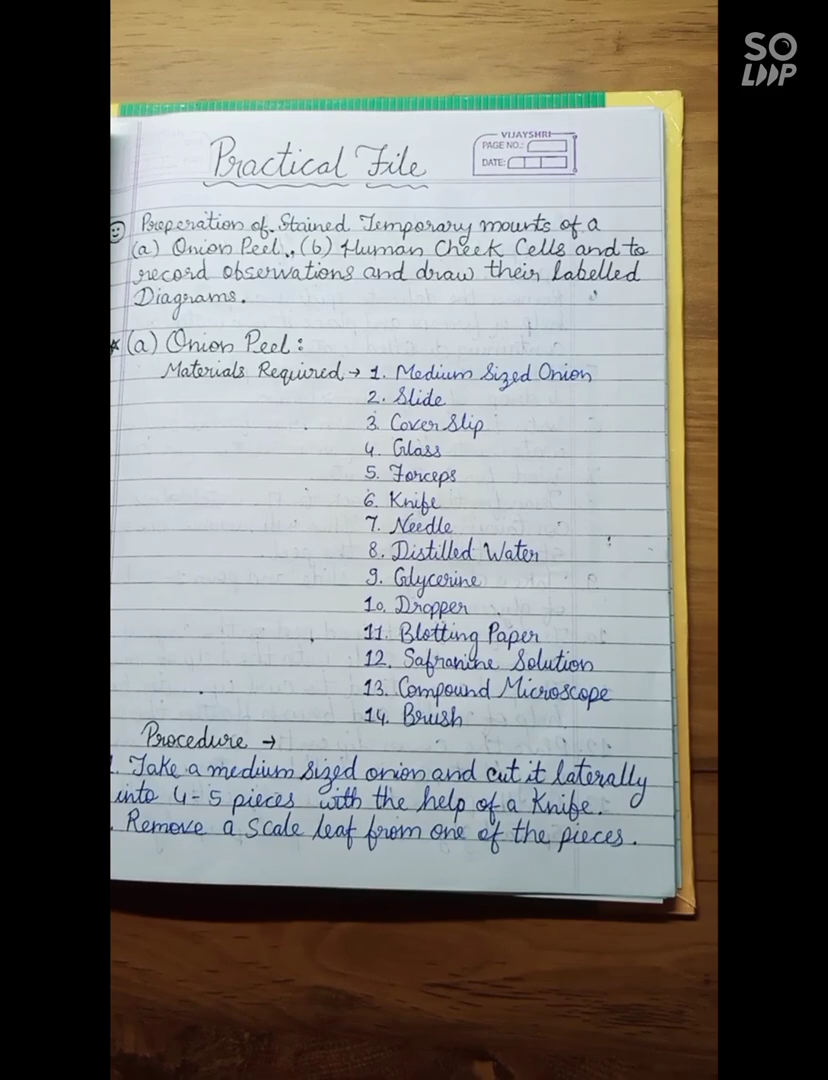 SO
LOOP
Practical File
VIJAYSHRI
PAGE NO.:
DATE:
Preperation of Stained Temporary mounts of a
(a) Onion Peel, (b) Human Cheek Cells and to
record observations and draw their labelled
Diagrams.
(a) Onion Peel:
Materials Required → 1. Medium Sized Onion
2. Slide
3. Cover Slip
4. Glass
5. Forceps
6. Knife
7. Needle
8. Distilled Water
9. Glycerine
10. Dropper
11. Blotting Paper
12. Safranine Solution
13. Compound Microscope
14. Brush
Procedure →
. Take a medium sized onion and cut it laterally
into 4-5 pieces with the help of a Knife.
. Remove a scale leaf from one of the pieces.